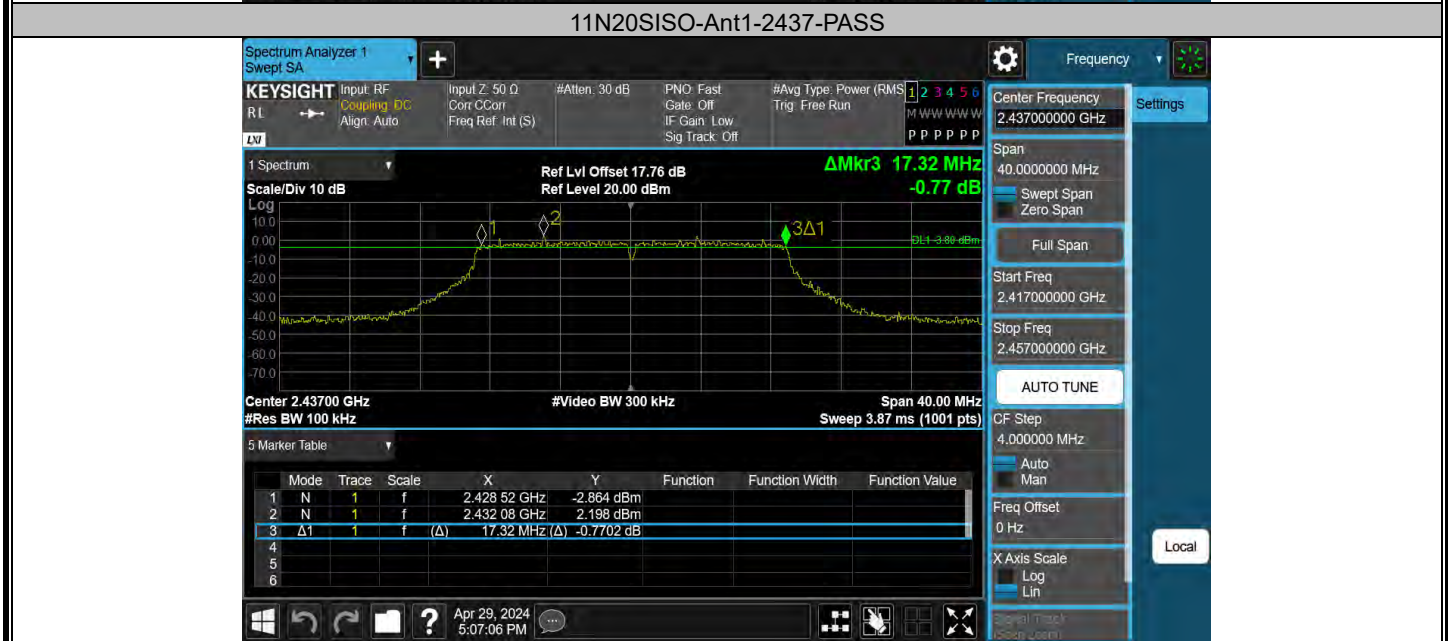 11N20SISO-Ant1-2437-PASS
Spectrum Analyzer 1
Swept SA
+
Frequency
KEYSIGHT
RL
LXI
Input: RF
Coupling: DC
Align: Auto
Input Z: 50 Ω
Corr CCorr
Freq Ref: Int (S)
#Atten: 30 dB
PNO: Fast
Gate: Off
IF Gain: Low
Sig Track: Off
#Avg Type: Power (RMS
Trig: Free Run
1 2 3 4 5 6
M W W W W W
P P P P P P
Center Frequency
2.437000000 GHz
Settings
1 Spectrum
Scale/Div 10 dB
Log
Ref Lvl Offset 17.76 dB
Ref Level 20.00 dBm
ΔMkr3 17.32 MHz
-0.77 dB
10.0
0.00
-10.0
-20.0
-30.0
-40.0
-50.0
-60.0
-70.0
1
2
3Δ1
DL1 -3.80 dBm
Center 2.43700 GHz
#Res BW 100 kHz
#Video BW 300 kHz
Span 40.00 MHz
Sweep 3.87 ms (1001 pts)
Span
40.0000000 MHz
Swept Span
Zero Span
Full Span
Start Freq
2.417000000 GHz
Stop Freq
2.457000000 GHz
AUTO TUNE
CF Step
4.000000 MHz
Auto
Man
Freq Offset
0 Hz
X Axis Scale
Log
Lin
Signal Track
(Span Zoom)
Local
5 Marker Table
Mode Trace Scale X Y Function Function Width Function Value
1 N 1 f 2.428 52 GHz -2.864 dBm
2 N 1 f 2.432 08 GHz 2.198 dBm
3 Δ1 1 f (Δ) 17.32 MHz (Δ) -0.7702 dB
4
5
6
?
Apr 29, 2024
5:07:06 PM